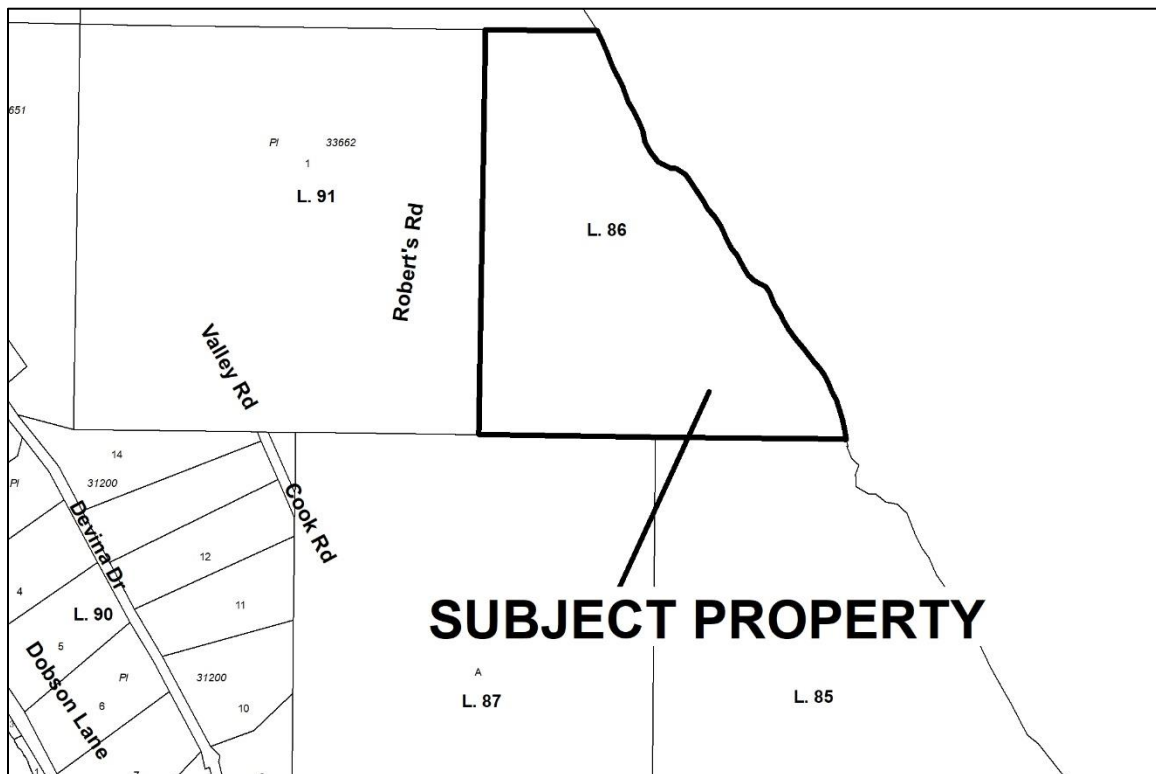 651
Pl 33662
1
L. 91
L. 86
Robert's Rd
Valley Rd
14
Pl 31200
Cook Rd
Devina Dr
12
4
11
L. 90
5
SUBJECT PROPERTY
Dobson Lane
Pl 31200
A
6
10
L. 87
L. 85
1